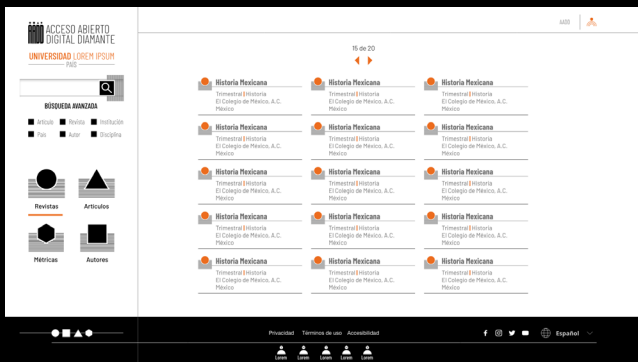 AADD
ACCESO ABIERTO
DIGITAL DIAMANTE
UNIVERSIDAD LOREM IPSUM
PAÍS
BÚSQUEDA AVANZADA
Artículo Revista Institución
País Autor Disciplina
Revistas Artículos
Métricas Autores
AADD
15 de 20
Historia Mexicana Historia Mexicana Historia Mexicana
Trimestral | Historia Trimestral | Historia Trimestral | Historia
El Colegio de México, A.C. El Colegio de México, A.C. El Colegio de México, A.C.
México México México
Historia Mexicana Historia Mexicana Historia Mexicana
Trimestral | Historia Trimestral | Historia Trimestral | Historia
El Colegio de México, A.C. El Colegio de México, A.C. El Colegio de México, A.C.
México México México
Historia Mexicana Historia Mexicana Historia Mexicana
Trimestral | Historia Trimestral | Historia Trimestral | Historia
El Colegio de México, A.C. El Colegio de México, A.C. El Colegio de México, A.C.
México México México
Historia Mexicana Historia Mexicana Historia Mexicana
Trimestral | Historia Trimestral | Historia Trimestral | Historia
El Colegio de México, A.C. El Colegio de México, A.C. El Colegio de México, A.C.
México México México
Historia Mexicana Historia Mexicana Historia Mexicana
Trimestral | Historia Trimestral | Historia Trimestral | Historia
El Colegio de México, A.C. El Colegio de México, A.C. El Colegio de México, A.C.
México México México
Privacidad Términos de uso Accesibilidad
Español
Lorem Lorem Lorem Lorem Lorem